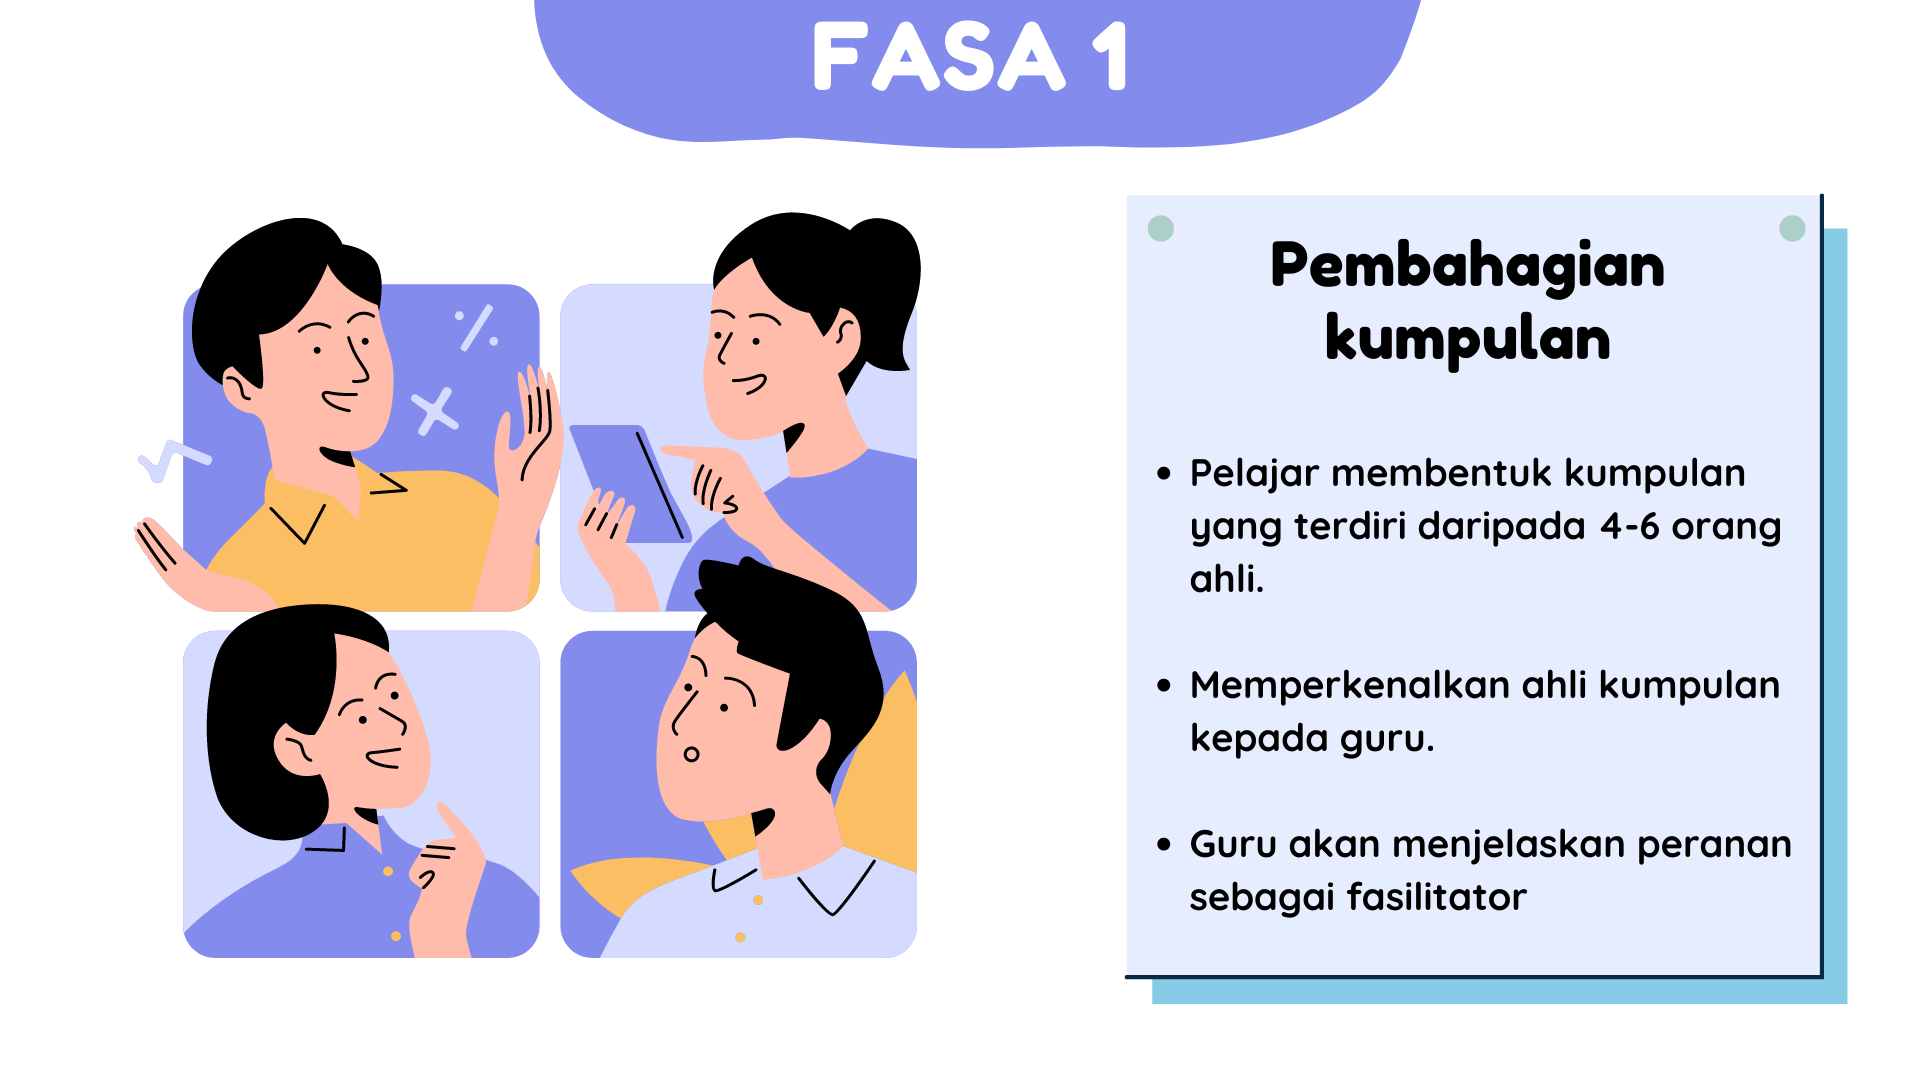 FASA 1
Pembahagian
kumpulan
• Pelajar membentuk kumpulan
yang terdiri daripada 4-6 orang
ahli.
• Memperkenalkan ahli kumpulan
kepada guru.
• Guru akan menjelaskan peranan
sebagai fasilitator